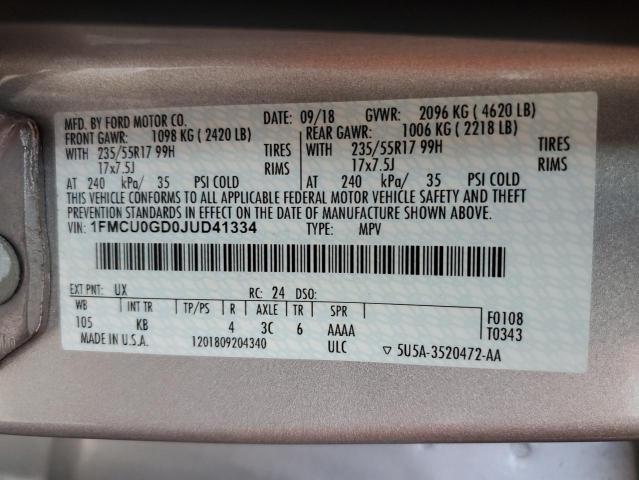 MFD. BY FORD MOTOR CO. DATE: 09/18 GVWR: 2096 KG ( 4620 LB)
FRONT GAWR: 1098 KG ( 2420 LB) REAR GAWR: 1006 KG ( 2218 LB)
WITH 235/55R17 99H TIRES WITH 235/55R17 99H TIRES
17x7.5J RIMS 17x7.5J RIMS
AT 240 kPa/ 35 PSI COLD AT 240 kPa/ 35 PSI COLD
THIS VEHICLE CONFORMS TO ALL APPLICABLE FEDERAL MOTOR VEHICLE SAFETY AND THEFT
PREVENTION STANDARDS IN EFFECT ON THE DATE OF MANUFACTURE SHOWN ABOVE.
VIN: 1FMCU0GD0JUD41334 TYPE: MPV
EXT PNT: UX RC: 24 DSO:
WB INT TR TP/PS R AXLE TR SPR F0108
105 KB 4 3C 6 AAAA T0343
MADE IN U.S.A. 1201809204340 ULC ▽ 5U5A-3520472-AA